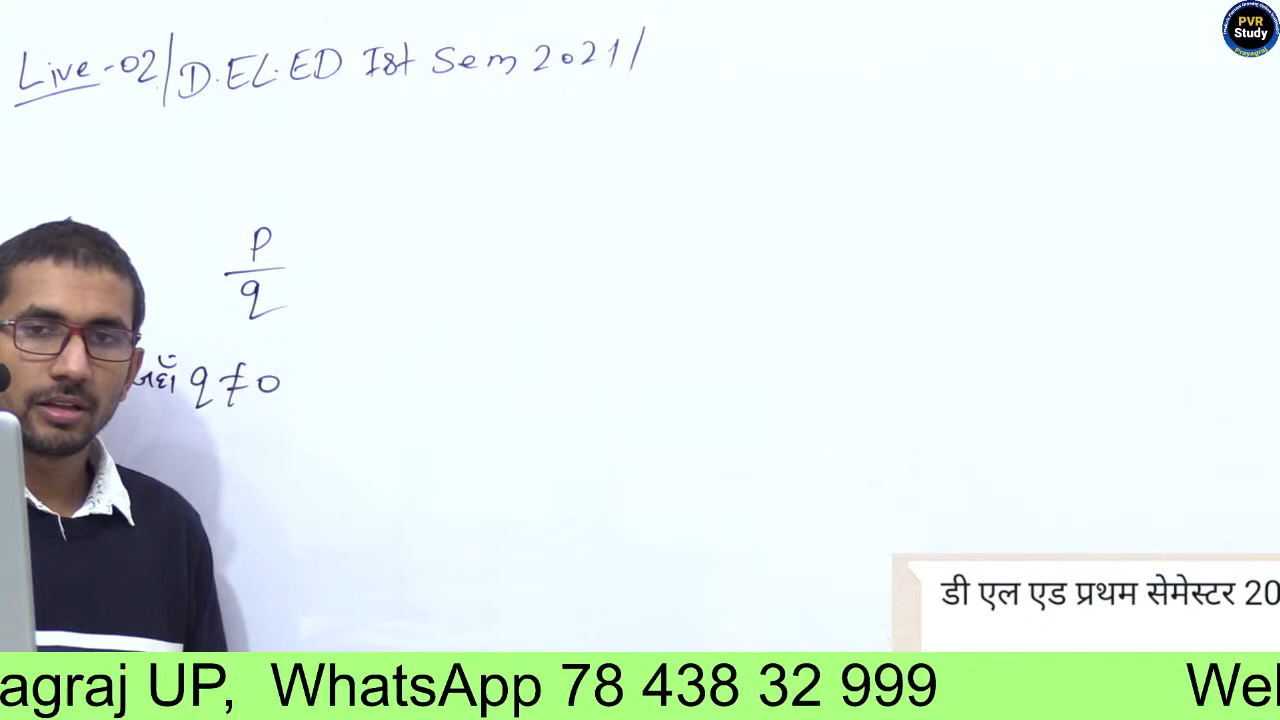 Live-02/D.EL.ED Ist Sem 2021/
PVR
Study
Prayagraj
p
q
जहाँ q ≠ 0
डी एल एड प्रथम सेमेस्टर 20
agraj UP, WhatsApp 78 438 32 999 Wel